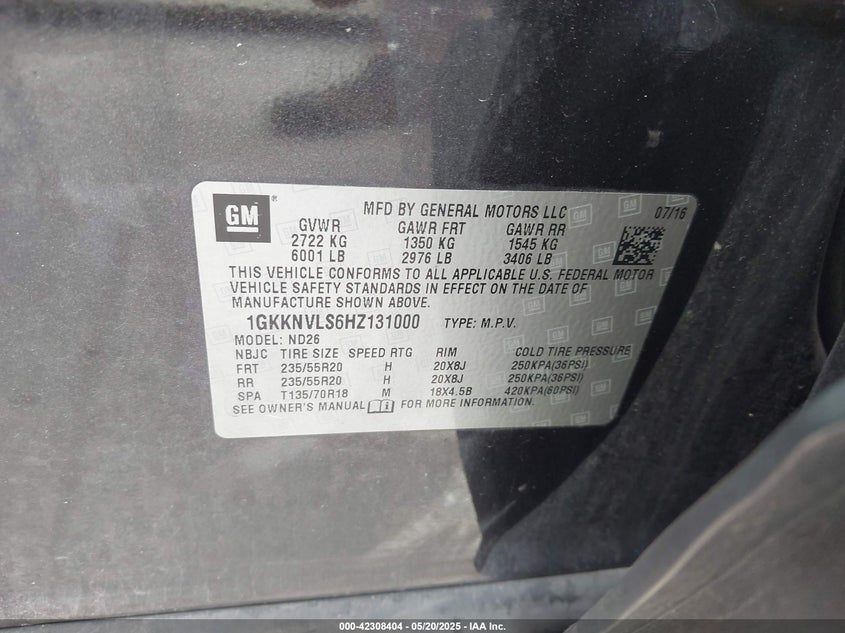 GM ® MFD BY GENERAL MOTORS LLC 07/16
GVWR GAWR FRT GAWR RR
2722 KG 1350 KG 1545 KG
6001 LB 2976 LB 3406 LB
THIS VEHICLE CONFORMS TO ALL APPLICABLE U.S. FEDERAL MOTOR
VEHICLE SAFETY STANDARDS IN EFFECT ON THE DATE OF
MANUFACTURE SHOWN ABOVE.
1GKKNVLS6HZ131000 TYPE: M.P.V.
MODEL: ND26
NBJC TIRE SIZE SPEED RTG RIM COLD TIRE PRESSURE
FRT 235/55R20 H 20X8J 250KPA(36PSI)
RR 235/55R20 H 20X8J 250KPA(36PSI)
SPA T135/70R18 M 18X4.5B 420KPA(60PSI)
SEE OWNER'S MANUAL FOR MORE INFORMATION.
000-42308404 - 05/20/2025 - IAA Inc.